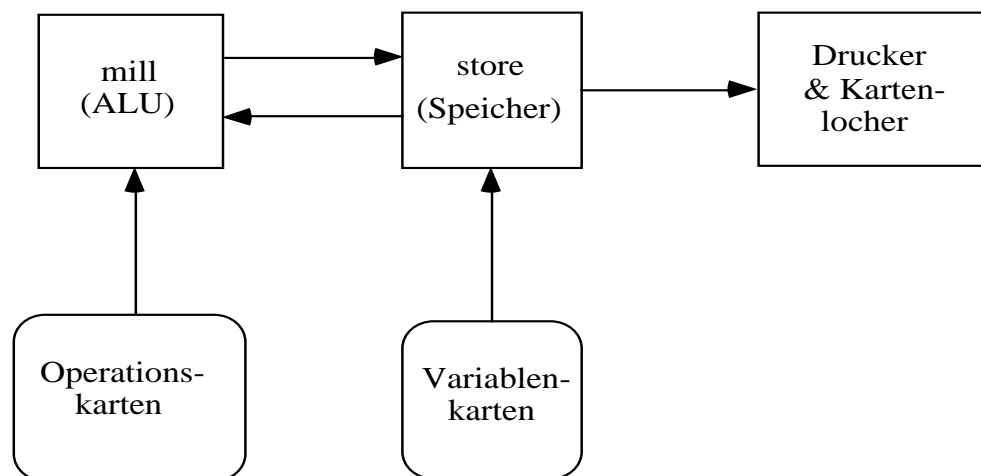 mill
(ALU)
store
(Speicher)
Drucker
& Karten-
locher
Operations-
karten
Variablen-
karten